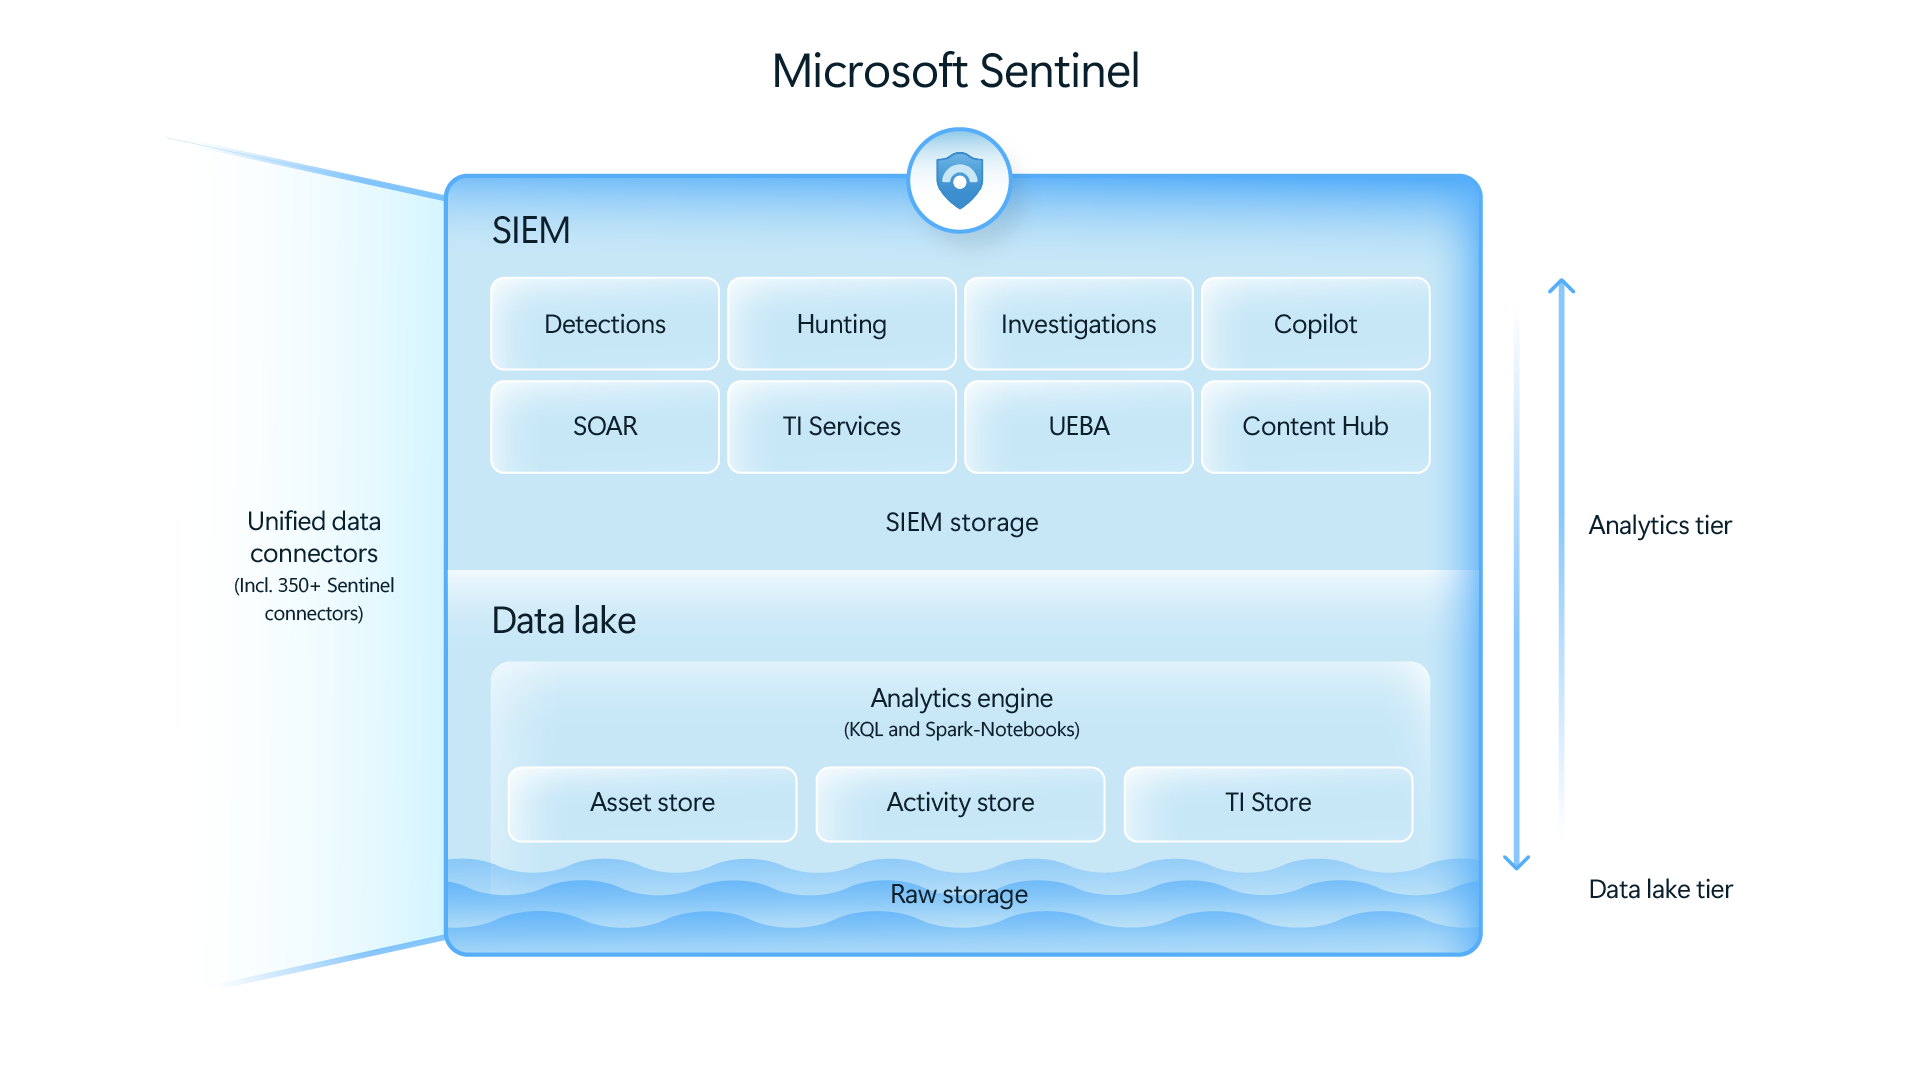 Microsoft Sentinel
SIEM
Detections
Hunting
Investigations
Copilot
SOAR
TI Services
UEBA
Content Hub
SIEM storage
Unified data
connectors
(Incl. 350+ Sentinel
connectors)
Analytics tier
Data lake
Analytics engine
(KQL and Spark-Notebooks)
Asset store
Activity store
TI Store
Raw storage
Data lake tier